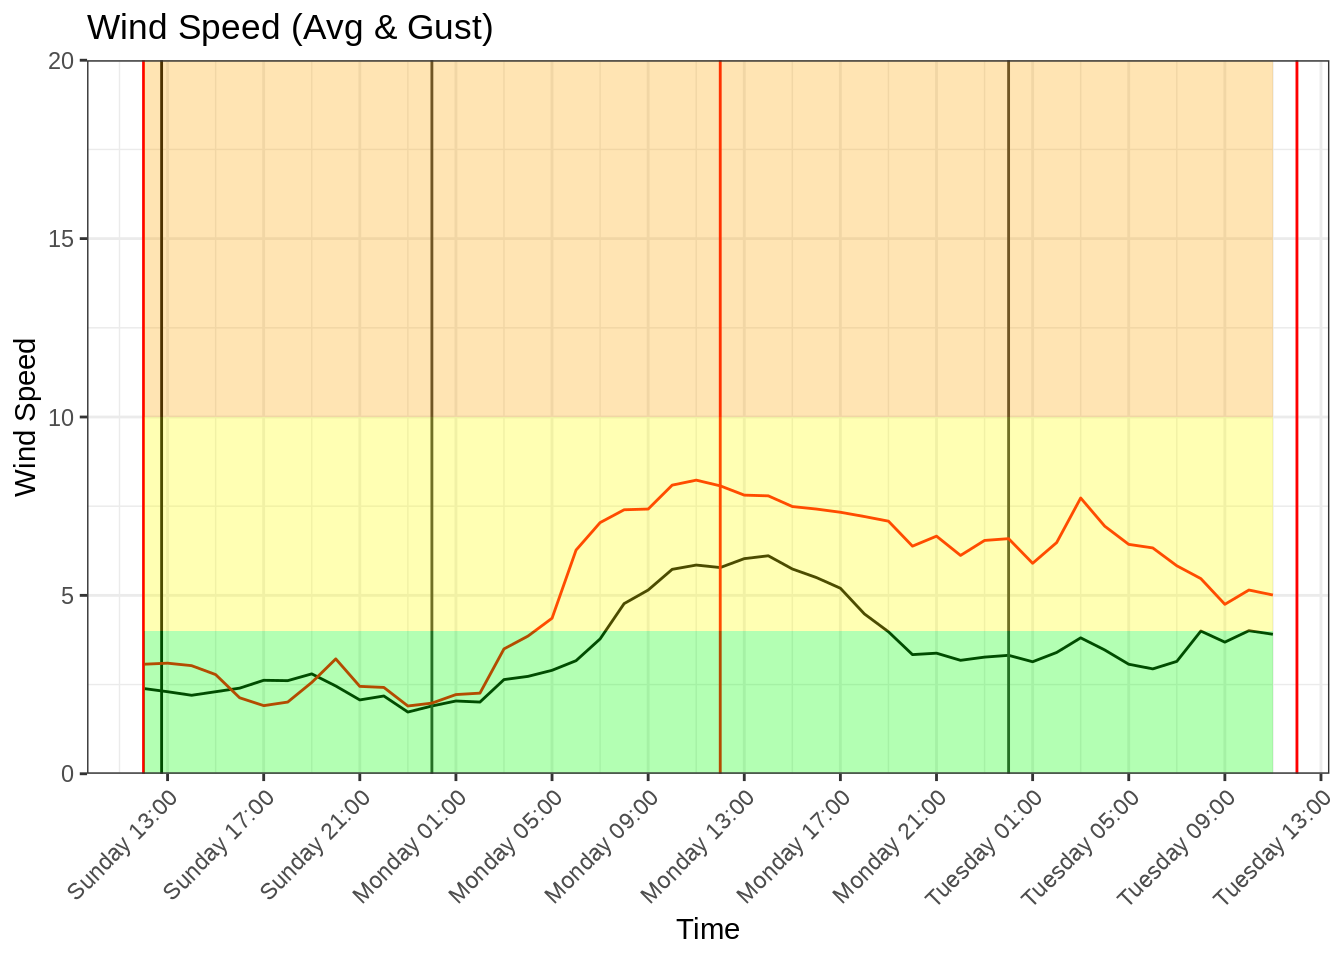 Wind Speed (Avg & Gust)
20
15
10
5
0
Wind Speed
Sunday 13:00
Sunday 17:00
Sunday 21:00
Monday 01:00
Monday 05:00
Monday 09:00
Monday 13:00
Monday 17:00
Monday 21:00
Tuesday 01:00
Tuesday 05:00
Tuesday 09:00
Tuesday 13:00
Time